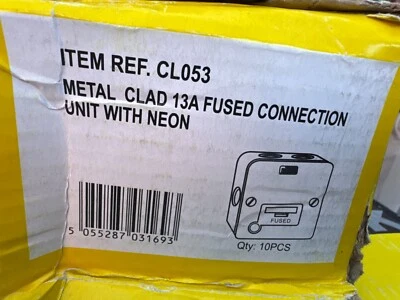 ITEM REF. CL053
METAL CLAD 13A FUSED CONNECTION
UNIT WITH NEON
FUSED
5 055287 031693
Qty: 10PCS